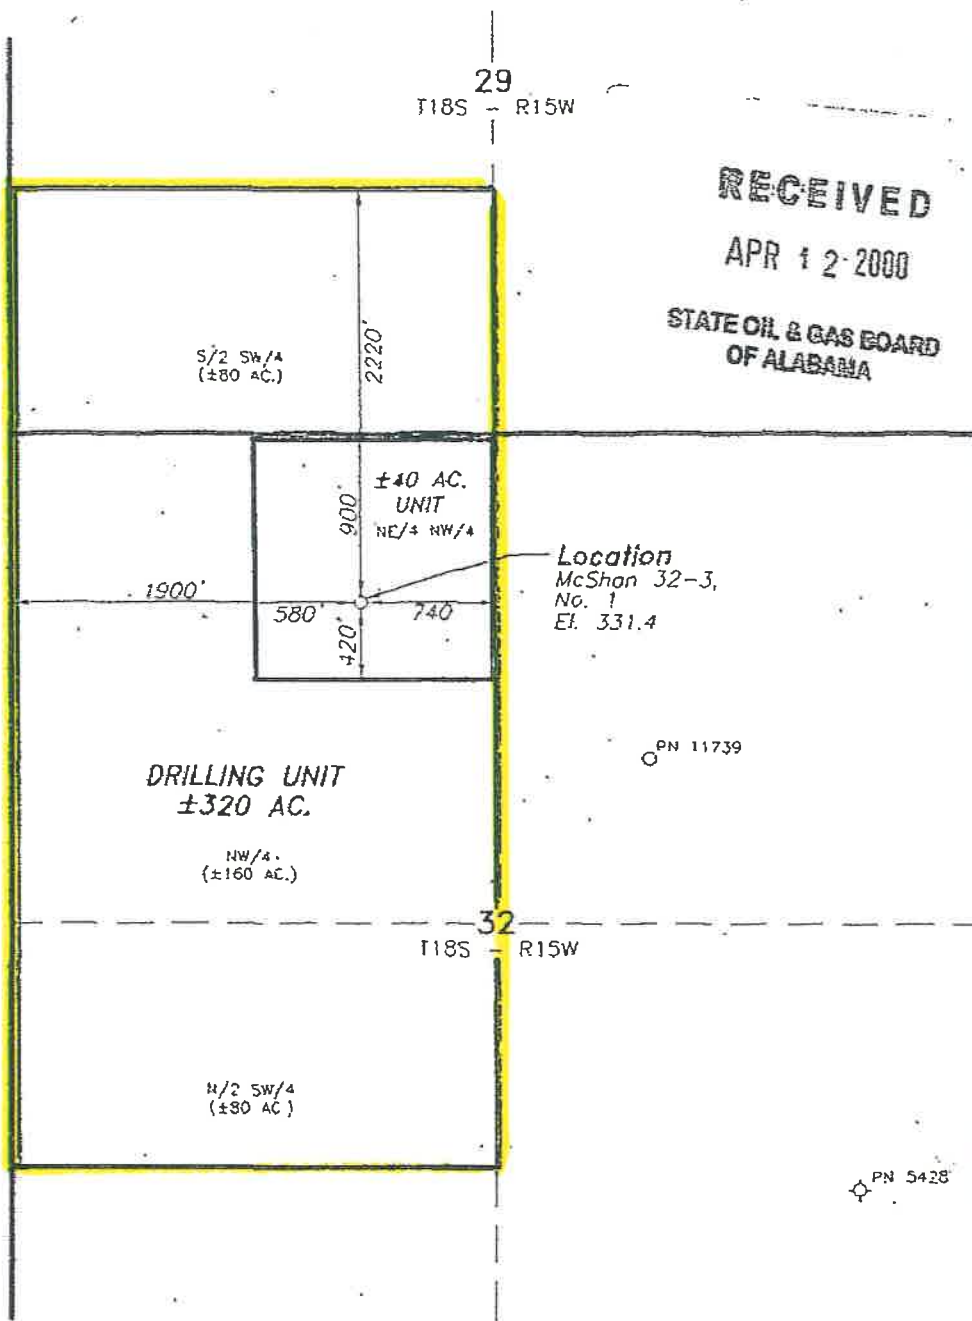 29
T18S - R15W
RECEIVED
APR 12 2000
STATE OIL & GAS BOARD
OF ALABAMA
S/2 SW/4
(±80 AC.)
2220'
±40 AC.
UNIT
NE/4 NW/4
900'
Location
McShan 32-3,
No. 1
El. 331.4
1900'
580'
740
420'
PN 11739
DRILLING UNIT
±320 AC.
NW/4
(±160 AC.)
32
T18S - R15W
N/2 SW/4
(±80 AC)
PN 5428